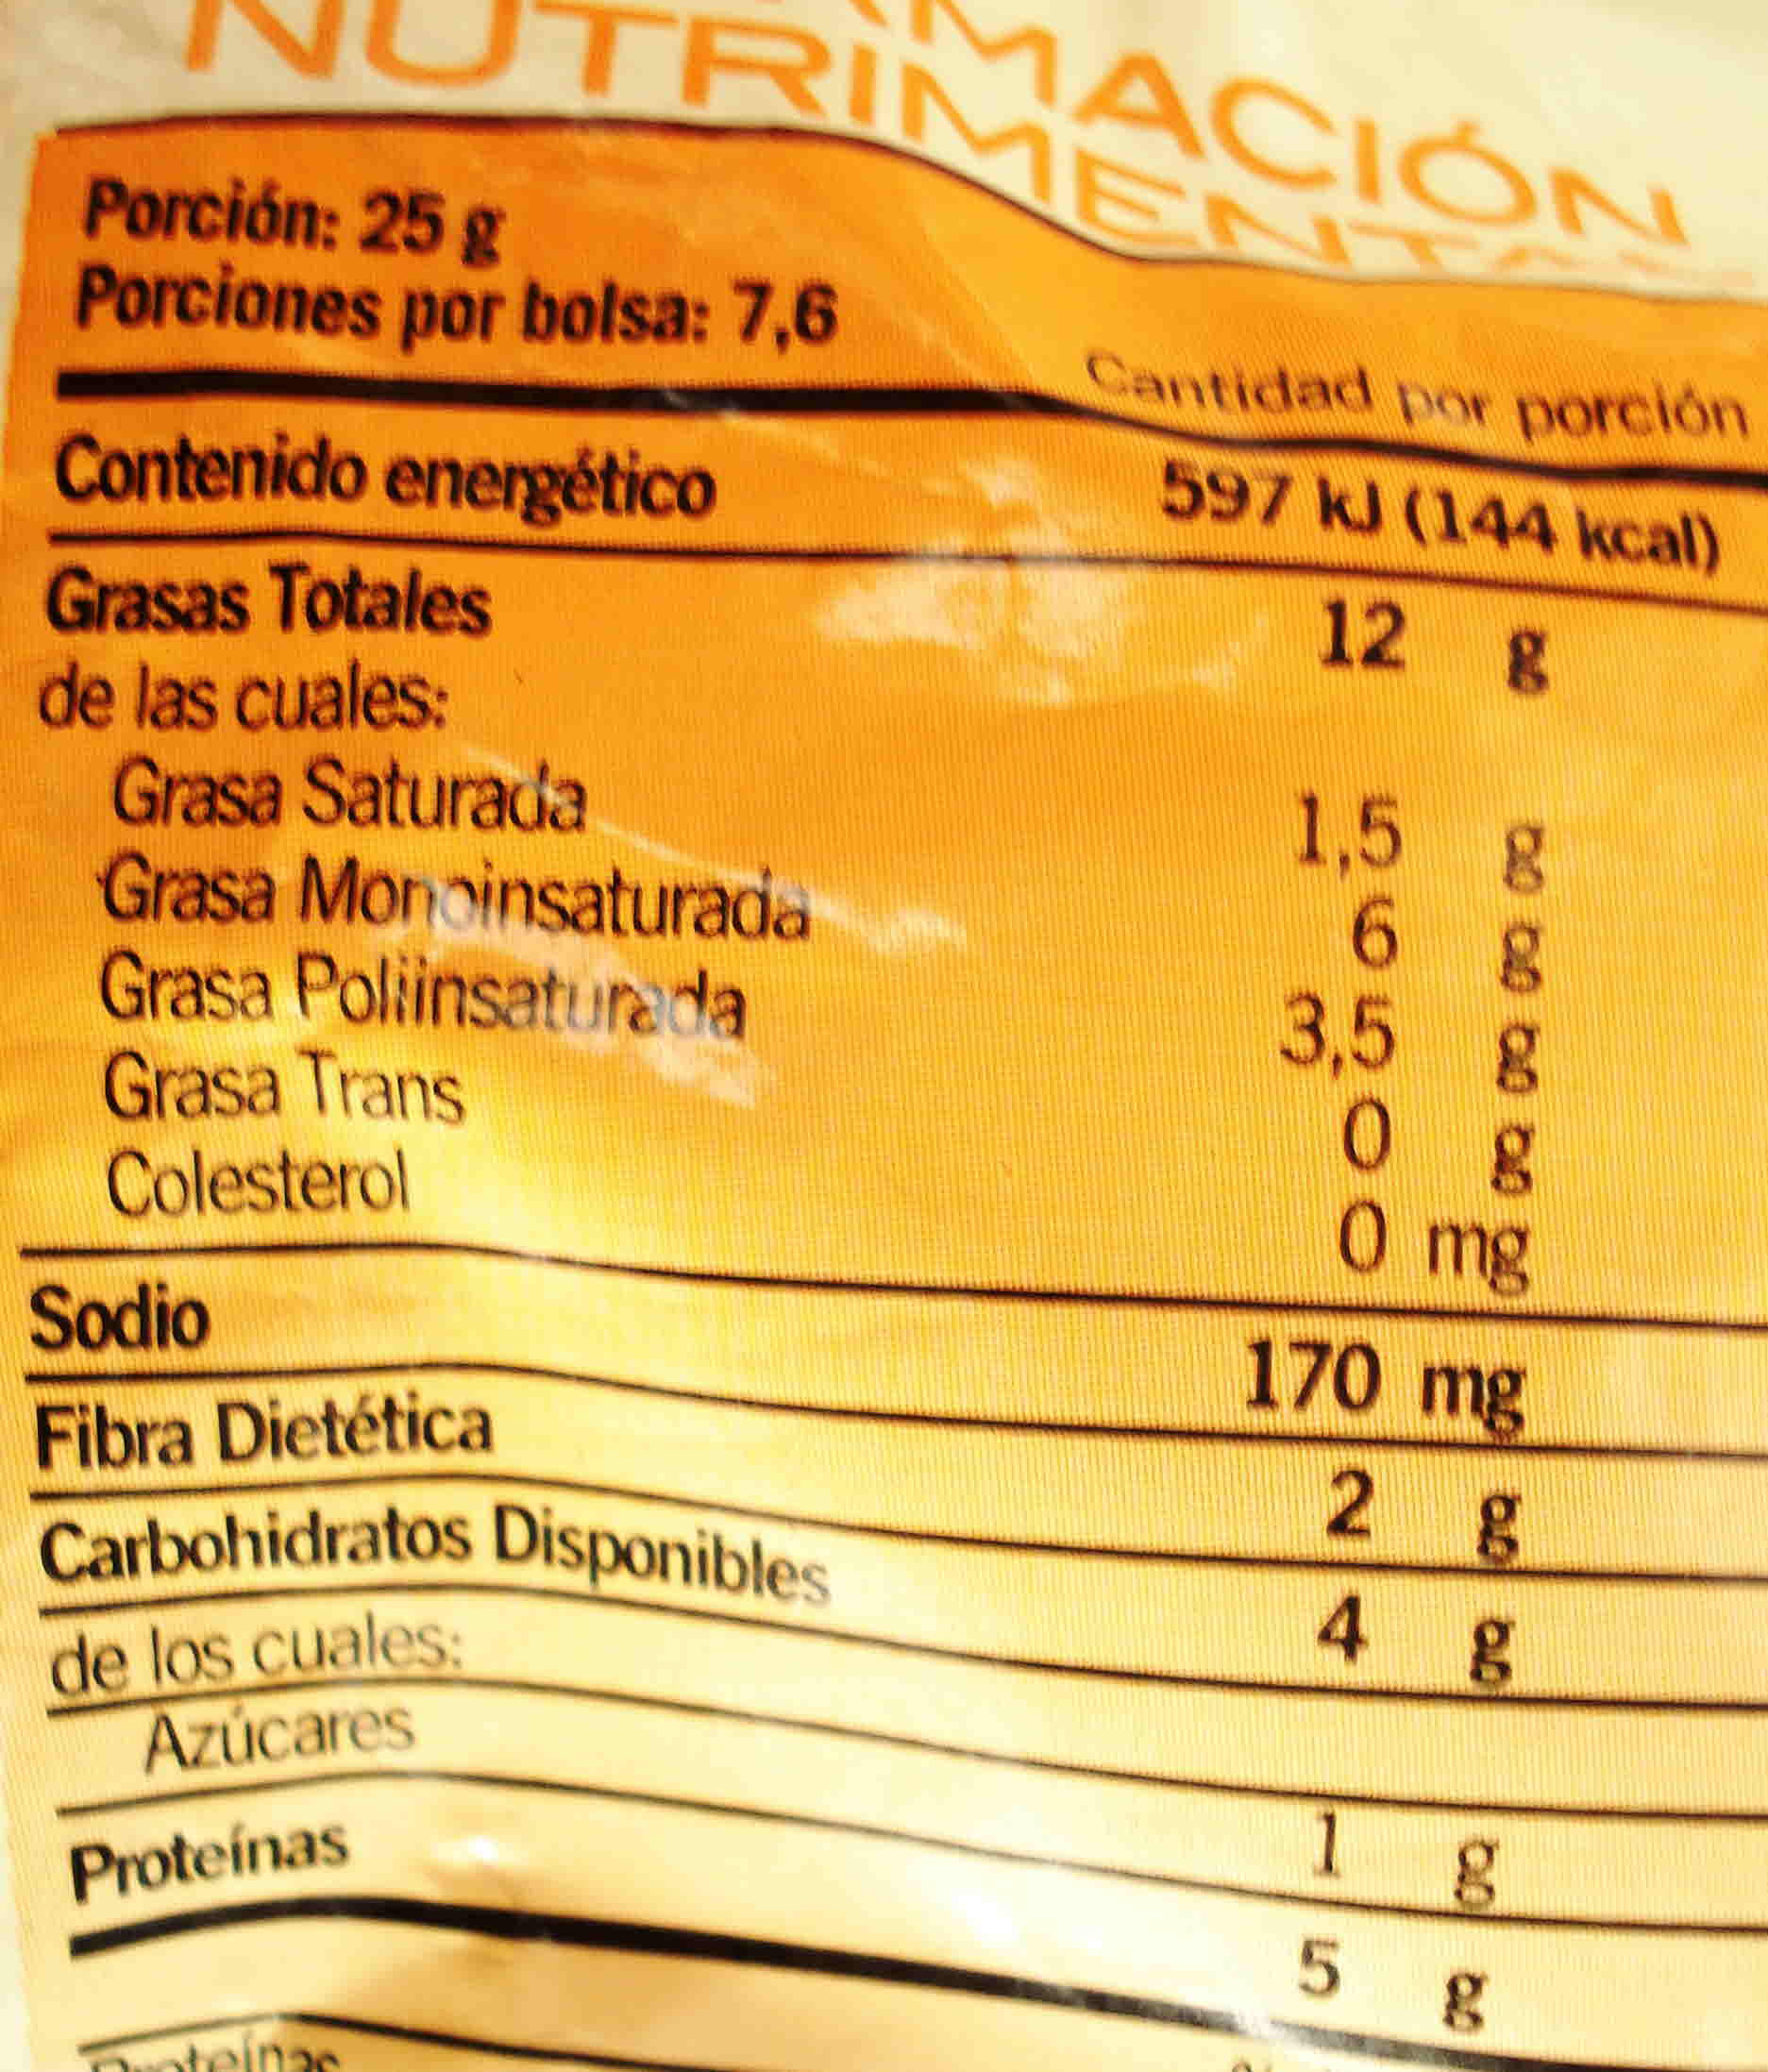 MACIÓN
NUTRIMENTAL
Porción: 25 g
Porciones por bolsa: 7,6
Cantidad por porción
Contenido energético 597 kJ (144 kcal)
Grasas Totales 12 g
de las cuales:
Grasa Saturada 1,5 g
Grasa Monoinsaturada 6 g
Grasa Poliinsaturada 3,5 g
Grasa Trans 0 g
Colesterol 0 mg
Sodio 170 mg
Fibra Dietética 2 g
Carbohidratos Disponibles 4 g
de los cuales:
Azúcares 1 g
Proteínas 5 g
Proteínas